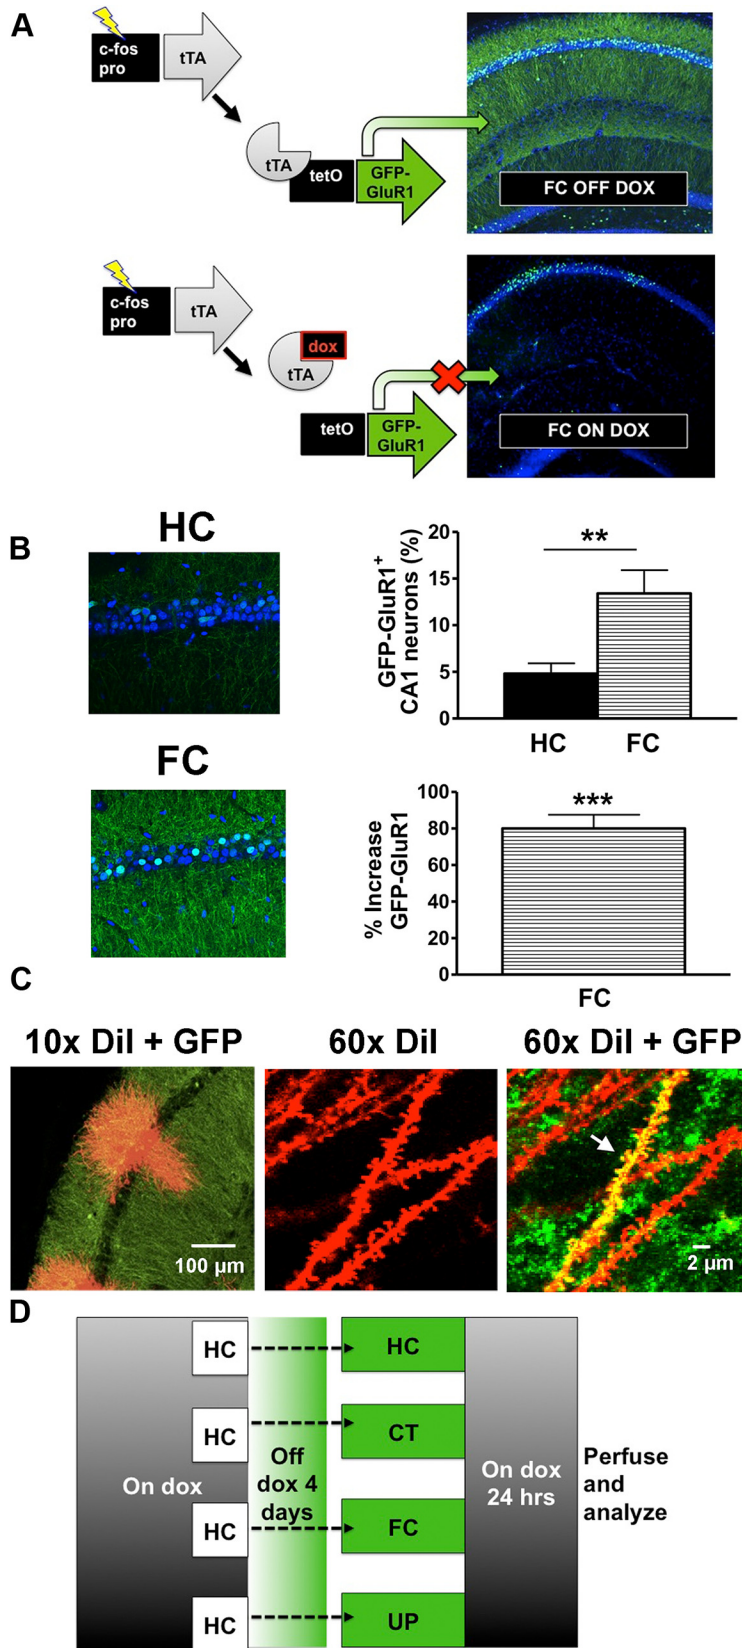 A
c-fos
pro
tTA
tTA
tetO
GFP-
GluR1
FC OFF DOX
c-fos
pro
tTA
dox
tTA
tetO
GFP-
GluR1
FC ON DOX
B
HC
FC
GFP-GluR1+
CA1 neurons (%)
20
15
10
5
0
**
HC
FC
% Increase
GFP-GluR1
100
80
60
40
20
0
***
FC
C
10x DiI + GFP
60x DiI
60x DiI + GFP
100 µm
2 µm
D
On dox
HC
HC
HC
HC
Off
dox 4
days
HC
CT
FC
UP
On dox
24 hrs
Perfuse
and
analyze